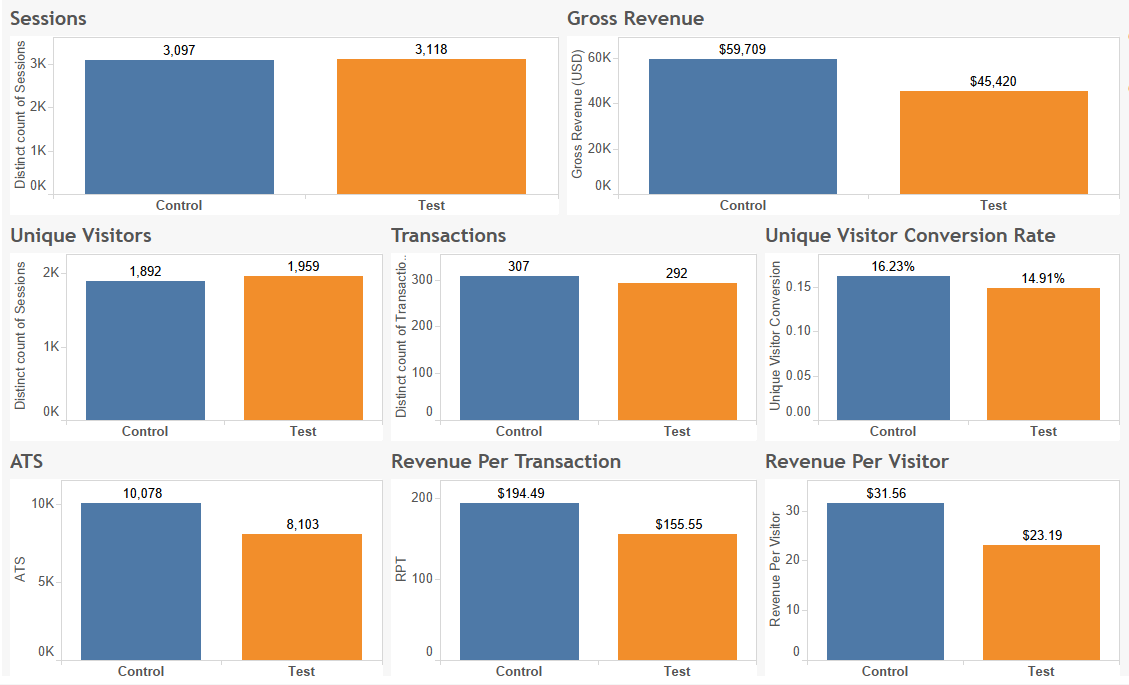 Sessions
Distinct count of Sessions
3K
2K
1K
0K
3,097
3,118
Control
Test
Gross Revenue
Gross Revenue (USD)
60K
40K
20K
0K
$59,709
$45,420
Control
Test
Unique Visitors
Distinct count of Sessions
2K
1K
0K
1,892
1,959
Control
Test
Transactions
Distinct count of Transactio..
300
200
100
0
307
292
Control
Test
Unique Visitor Conversion Rate
Unique Visitor Conversion
0.15
0.10
0.05
0.00
16.23%
14.91%
Control
Test
ATS
ATS
10K
5K
0K
10,078
8,103
Control
Test
Revenue Per Transaction
RPT
200
100
0
$194.49
$155.55
Control
Test
Revenue Per Visitor
Revenue Per Visitor
30
20
10
0
$31.56
$23.19
Control
Test